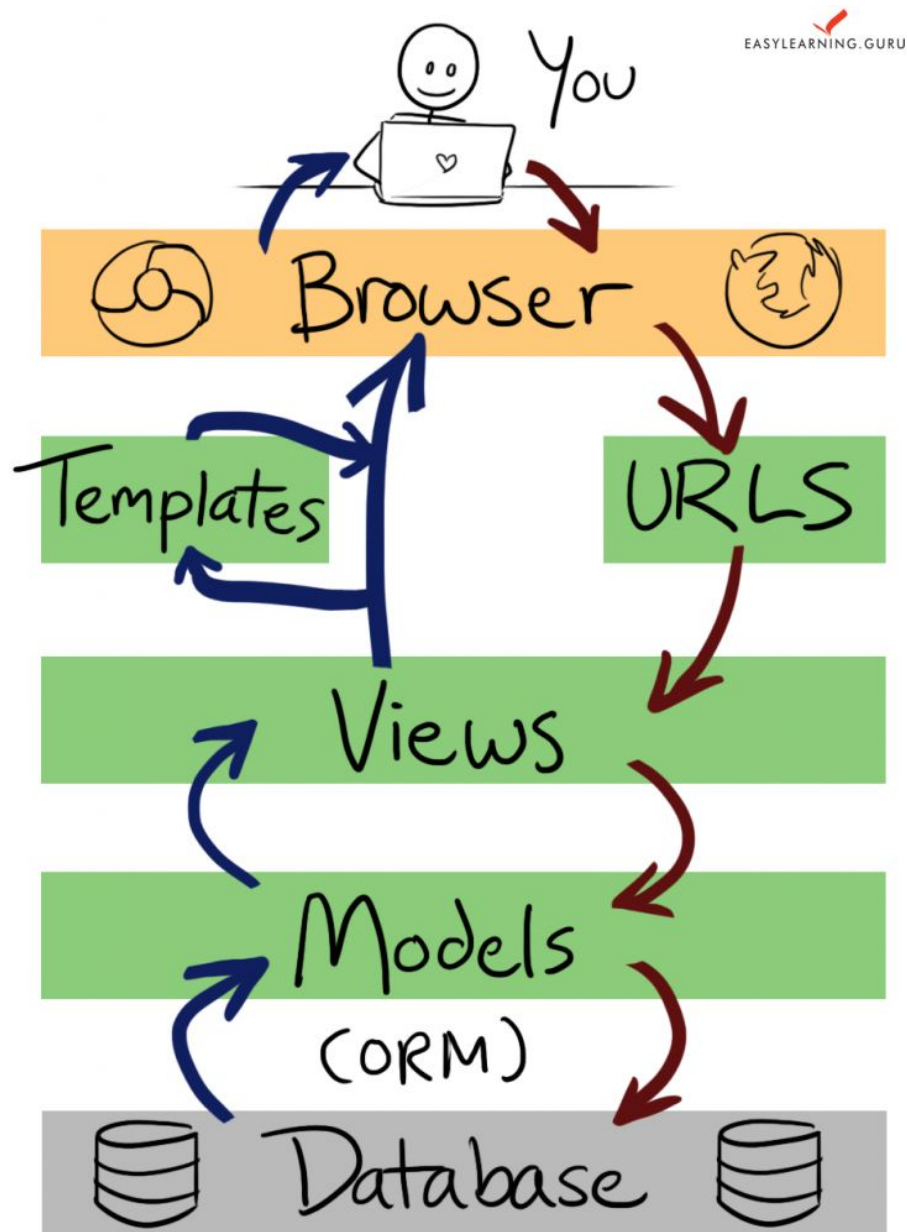 EASYLEARNING.GURU
You
Browser
Templates
URLS
Views
Models
(ORM)
Database